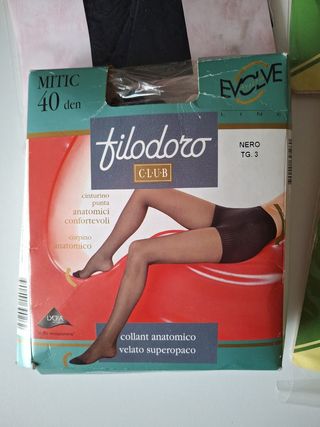 MITIC
40 den
EVOLVE
LINE
filodoro
CLUB
NERO
TG. 3
cinturino
punta
anatomici
confortevoli
corpino
anatomico
LYCRA
collant anatomico
velato superopaco